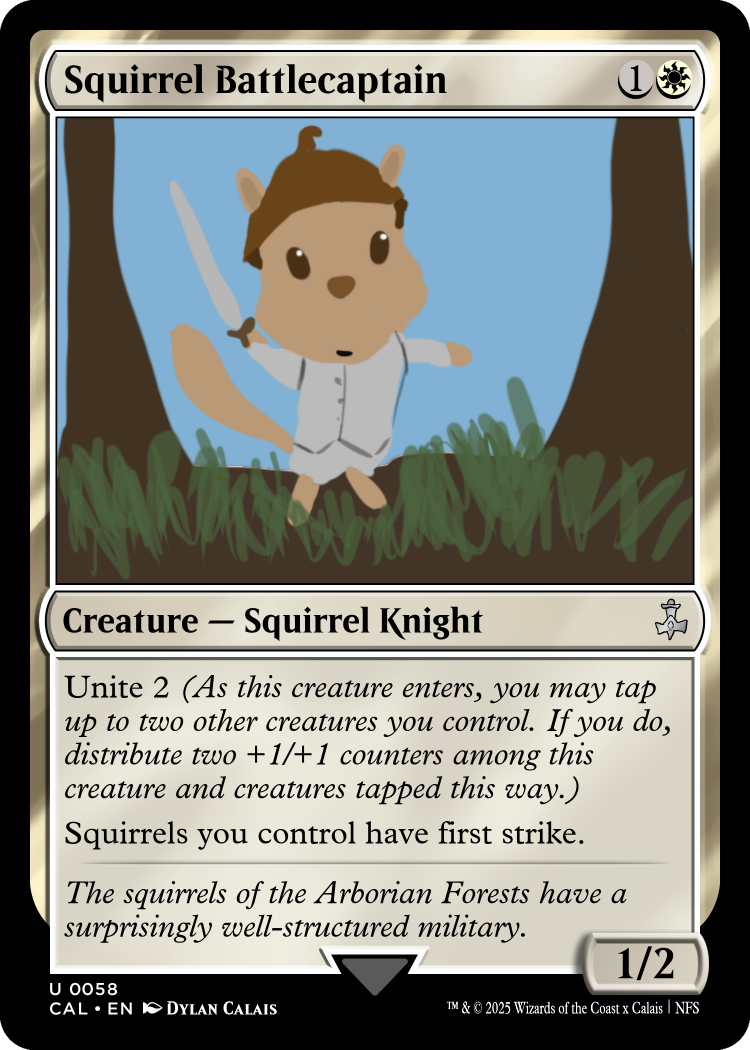 Squirrel Battlecaptain 1
Creature — Squirrel Knight
Unite 2 (As this creature enters, you may tap
up to two other creatures you control. If you do,
distribute two +1/+1 counters among this
creature and creatures tapped this way.)
Squirrels you control have first strike.
The squirrels of the Arborian Forests have a
surprisingly well-structured military.
1/2
U 0058
CAL • EN DYLAN CALAIS
™ & © 2025 Wizards of the Coast x Calais | NFS